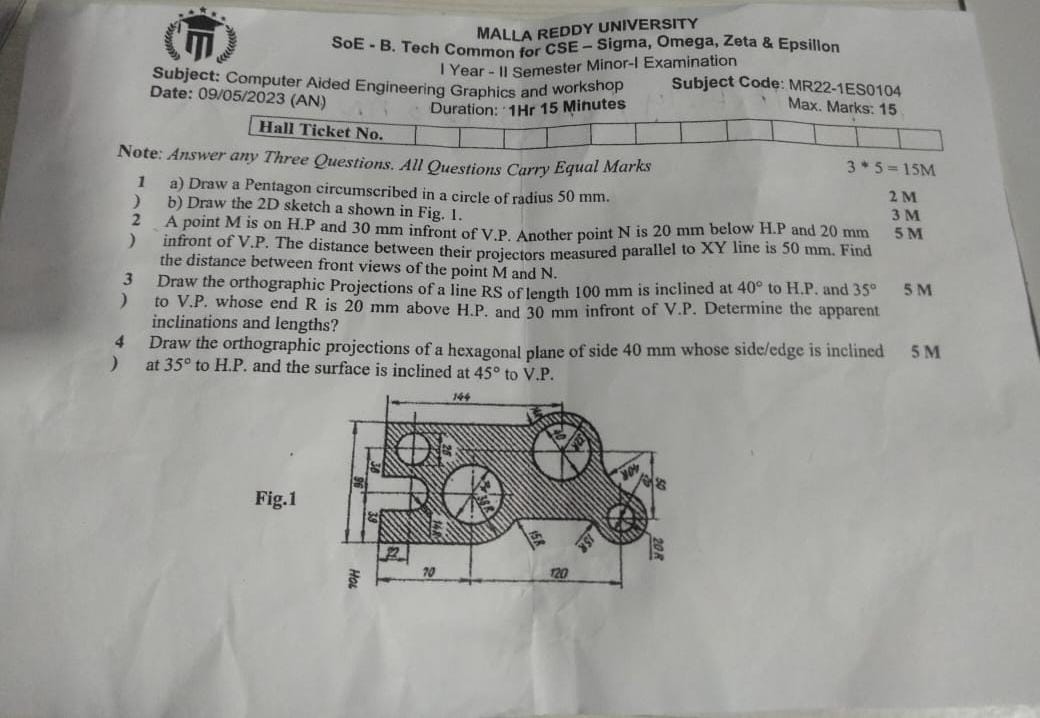 MALLA REDDY UNIVERSITY
SoE - B. Tech Common for CSE – Sigma, Omega, Zeta & Epsillon
I Year - II Semester Minor-I Examination
Subject: Computer Aided Engineering Graphics and workshop Subject Code: MR22-1ES0104
Date: 09/05/2023 (AN) Duration: 1Hr 15 Minutes Max. Marks: 15
Hall Ticket No.
Note: Answer any Three Questions. All Questions Carry Equal Marks 3 * 5 = 15M
1 a) Draw a Pentagon circumscribed in a circle of radius 50 mm. 2 M
) b) Draw the 2D sketch a shown in Fig. 1. 3 M
2 A point M is on H.P and 30 mm infront of V.P. Another point N is 20 mm below H.P and 20 mm 5 M
) infront of V.P. The distance between their projectors measured parallel to XY line is 50 mm. Find
the distance between front views of the point M and N.
3 Draw the orthographic Projections of a line RS of length 100 mm is inclined at 40° to H.P. and 35° 5 M
) to V.P. whose end R is 20 mm above H.P. and 30 mm infront of V.P. Determine the apparent
inclinations and lengths?
4 Draw the orthographic projections of a hexagonal plane of side 40 mm whose side/edge is inclined 5 M
) at 35° to H.P. and the surface is inclined at 45° to V.P.
144
40
28
38
96
40R
20
50
Fig.1
38R
39
14R
15R
15R
20R
22
70
120